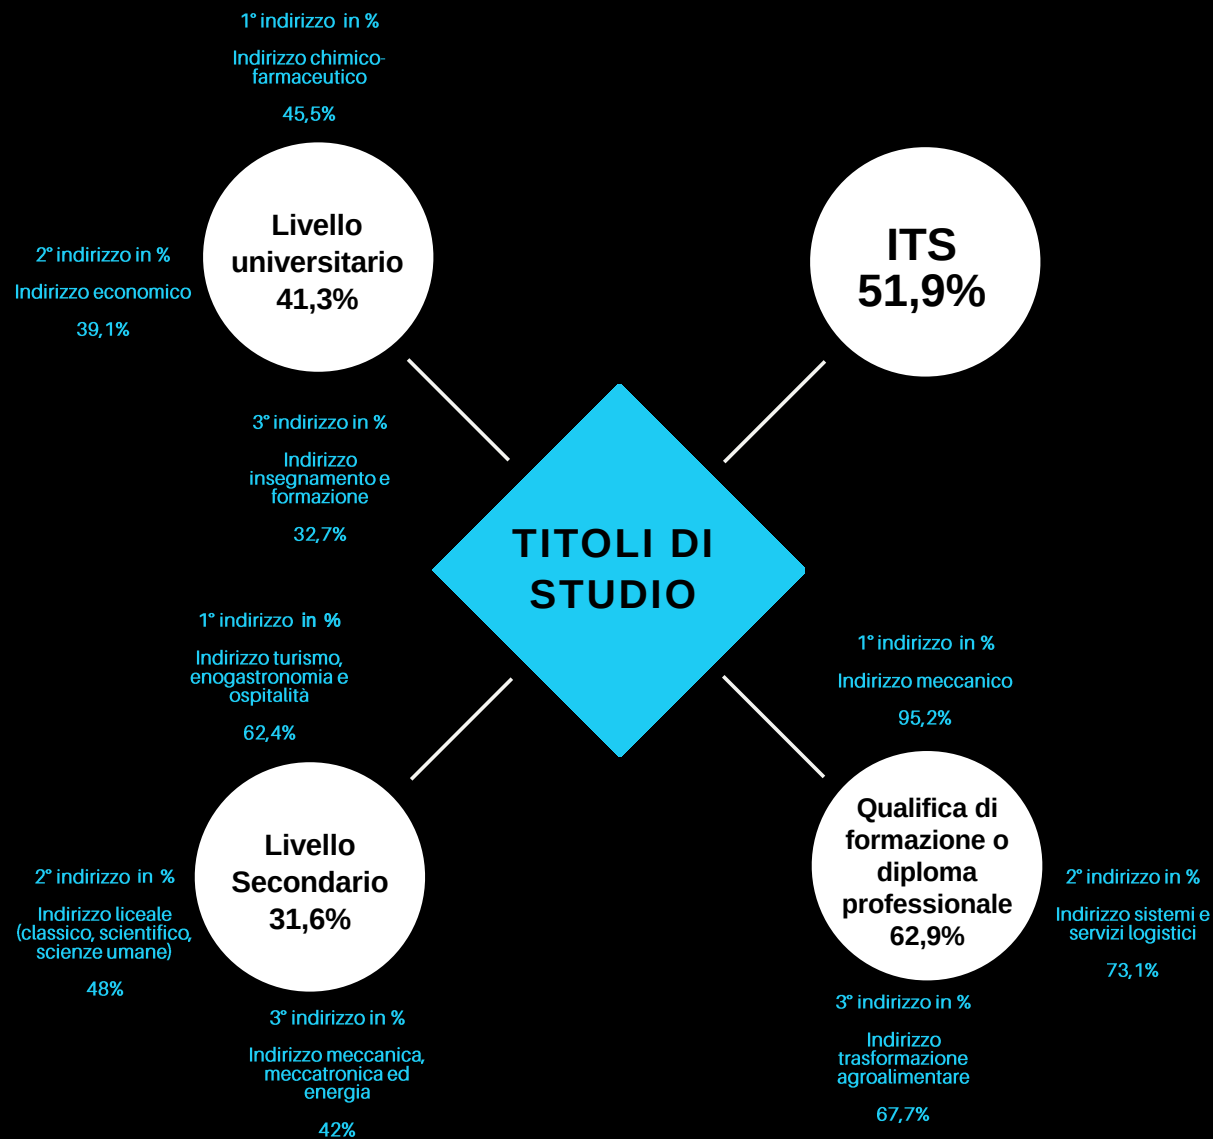 1° indirizzo in %
Indirizzo chimico-
farmaceutico
45,5%
Livello
universitario
41,3%
2° indirizzo in %
Indirizzo economico
39,1%
3° indirizzo in %
Indirizzo
insegnamento e
formazione
32,7%
ITS
51,9%
TITOLI DI
STUDIO
1° indirizzo in %
Indirizzo turismo,
enogastronomia e
ospitalità
62,4%
Livello
Secondario
31,6%
2° indirizzo in %
Indirizzo liceale
(classico, scientifico,
scienze umane)
48%
3° indirizzo in %
Indirizzo meccanica,
meccatronica ed
energia
42%
1° indirizzo in %
Indirizzo meccanico
95,2%
Qualifica di
formazione o
diploma
professionale
62,9%
2° indirizzo in %
Indirizzo sistemi e
servizi logistici
73,1%
3° indirizzo in %
Indirizzo
trasformazione
agroalimentare
67,7%